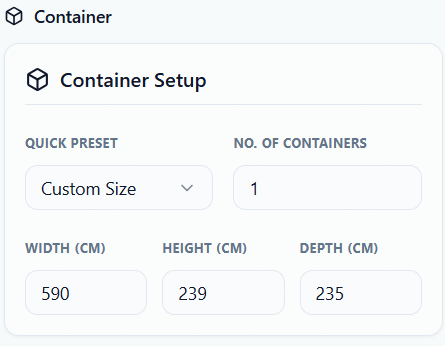 Container
Container Setup
QUICK PRESET
NO. OF CONTAINERS
Custom Size
1
WIDTH (CM)
HEIGHT (CM)
DEPTH (CM)
590
239
235